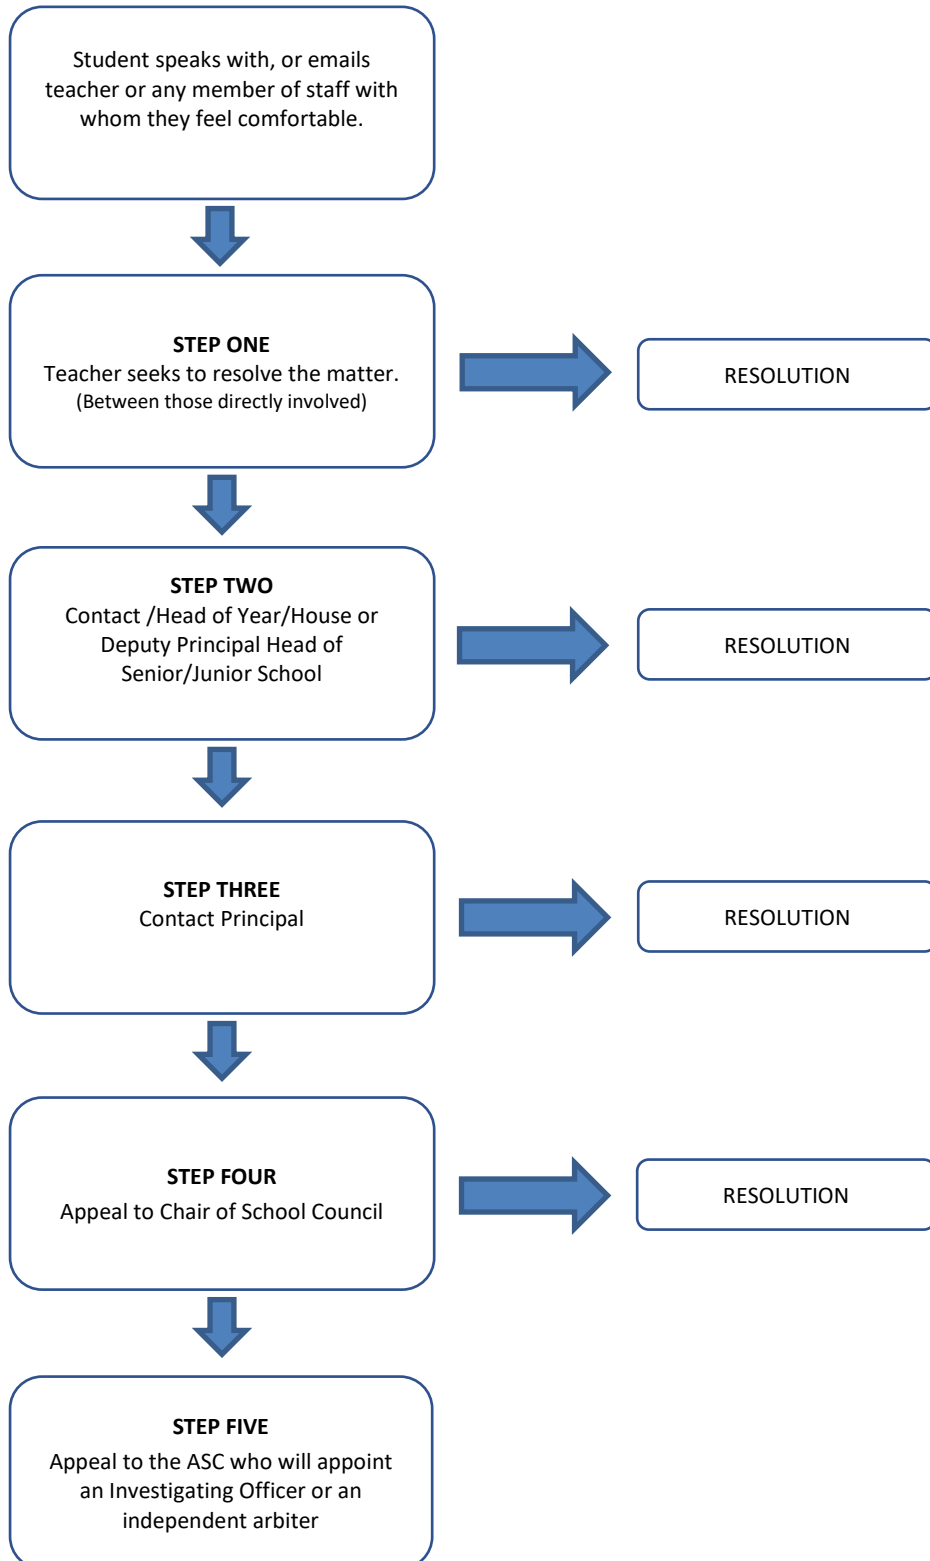 Student speaks with, or emails
teacher or any member of staff with
whom they feel comfortable.
STEP ONE
Teacher seeks to resolve the matter.
(Between those directly involved)
RESOLUTION
STEP TWO
Contact /Head of Year/House or
Deputy Principal Head of
Senior/Junior School
RESOLUTION
STEP THREE
Contact Principal
RESOLUTION
STEP FOUR
Appeal to Chair of School Council
RESOLUTION
STEP FIVE
Appeal to the ASC who will appoint
an Investigating Officer or an
independent arbiter